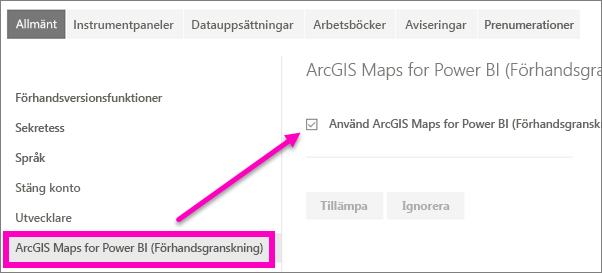 Allmänt Instrumentpaneler Datauppsättningar Arbetsböcker Aviseringar Prenumerationer
Förhandsversionsfunktioner
Sekretess
Språk
Stäng konto
Utvecklare
ArcGIS Maps for Power BI (Förhandsgranskning)
ArcGIS Maps for Power BI (Förhandsgra
Använd ArcGIS Maps for Power BI (Förhandsgransk
Tillämpa Ignorera